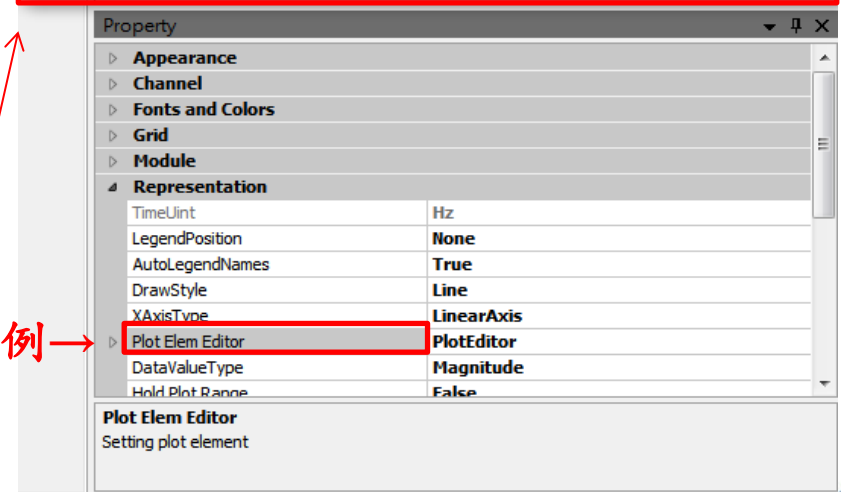 Property
Appearance
Channel
Fonts and Colors
Grid
Module
Representation
TimeUint Hz
LegendPosition None
AutoLegendNames True
DrawStyle Line
XAxisType LinearAxis
例→ Plot Elem Editor PlotEditor
DataValueType Magnitude
Hold Plot Range False
Plot Elem Editor
Setting plot element